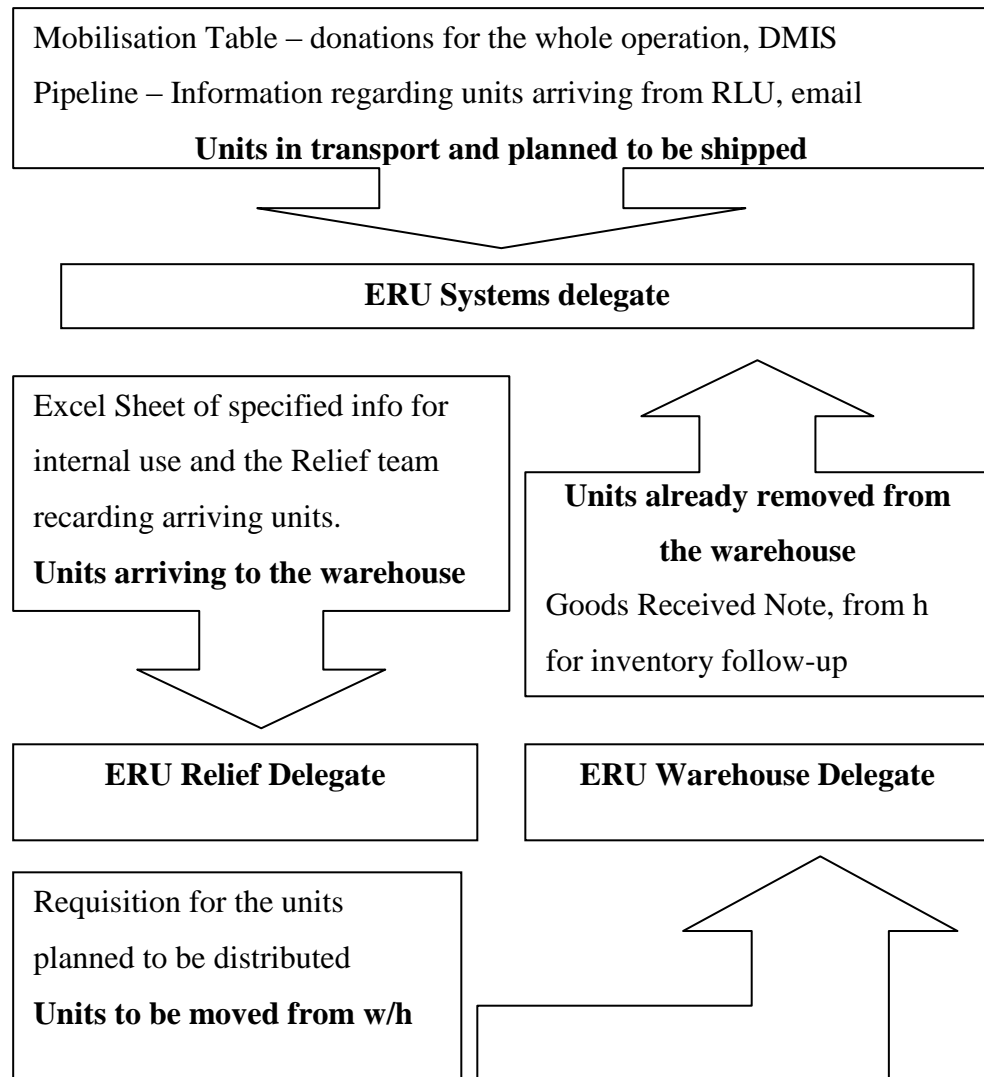 Mobilisation Table – donations for the whole operation, DMIS
Pipeline – Information regarding units arriving from RLU, email
Units in transport and planned to be shipped
ERU Systems delegate
Excel Sheet of specified info for
internal use and the Relief team
recarding arriving units.
Units arriving to the warehouse
Units already removed from
the warehouse
Goods Received Note, from h
for inventory follow-up
ERU Relief Delegate
ERU Warehouse Delegate
Requisition for the units
planned to be distributed
Units to be moved from w/h